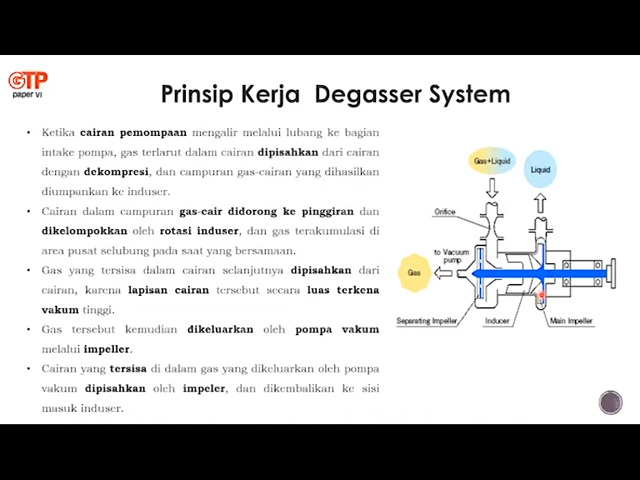 GTP
paper VI
Prinsip Kerja Degasser System
• Ketika cairan pemompaan mengalir melalui lubang ke bagian
intake pompa, gas terlarut dalam cairan dipisahkan dari cairan
dengan dekompresi, dan campuran gas-cairan yang dihasilkan
diumpankan ke induser.
• Cairan dalam campuran gas-cair didorong ke pinggiran dan
dikelompokkan oleh rotasi induser, dan gas terakumulasi di
area pusat selubung pada saat yang bersamaan.
• Gas yang tersisa dalam cairan selanjutnya dipisahkan dari
cairan, karena lapisan cairan tersebut secara luas terkena
vakum tinggi.
• Gas tersebut kemudian dikeluarkan oleh pompa vakum
melalui impeller.
• Cairan yang tersisa di dalam gas yang dikeluarkan oleh pompa
vakum dipisahkan oleh impeler, dan dikembalikan ke sisi
masuk induser.
Gas+Liquid
Liquid
Orifice
to Vacuum
pump
Gas
Separating Impeller
Inducer
Main Impeller